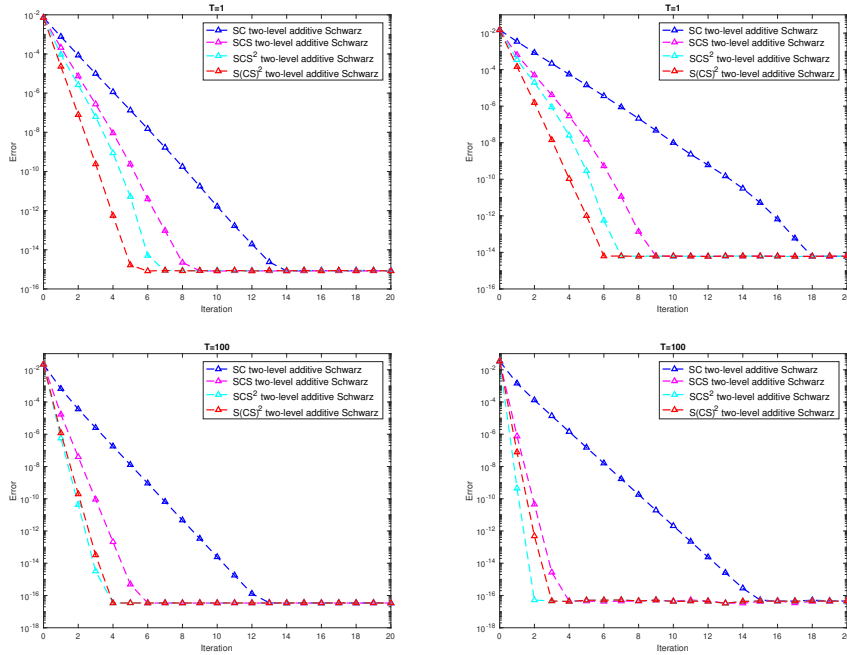 T=1
SC two-level additive Schwarz
SCS two-level additive Schwarz
SCS² two-level additive Schwarz
S(CS)² two-level additive Schwarz
Error
10⁻²
10⁻⁴
10⁻⁶
10⁻⁸
10⁻¹⁰
10⁻¹²
10⁻¹⁴
10⁻¹⁶
0 2 4 6 8 10 12 14 16 18 20
Iteration
T=1
SC two-level additive Schwarz
SCS two-level additive Schwarz
SCS² two-level additive Schwarz
S(CS)² two-level additive Schwarz
Error
10⁻²
10⁻⁴
10⁻⁶
10⁻⁸
10⁻¹⁰
10⁻¹²
10⁻¹⁴
10⁻¹⁶
0 2 4 6 8 10 12 14 16 18 20
Iteration
T=100
SC two-level additive Schwarz
SCS two-level additive Schwarz
SCS² two-level additive Schwarz
S(CS)² two-level additive Schwarz
Error
10⁻²
10⁻⁴
10⁻⁶
10⁻⁸
10⁻¹⁰
10⁻¹²
10⁻¹⁴
10⁻¹⁶
10⁻¹⁸
0 2 4 6 8 10 12 14 16 18 20
Iteration
T=100
SC two-level additive Schwarz
SCS two-level additive Schwarz
SCS² two-level additive Schwarz
S(CS)² two-level additive Schwarz
Error
10⁻²
10⁻⁴
10⁻⁶
10⁻⁸
10⁻¹⁰
10⁻¹²
10⁻¹⁴
10⁻¹⁶
10⁻¹⁸
0 2 4 6 8 10 12 14 16 18 20
Iteration